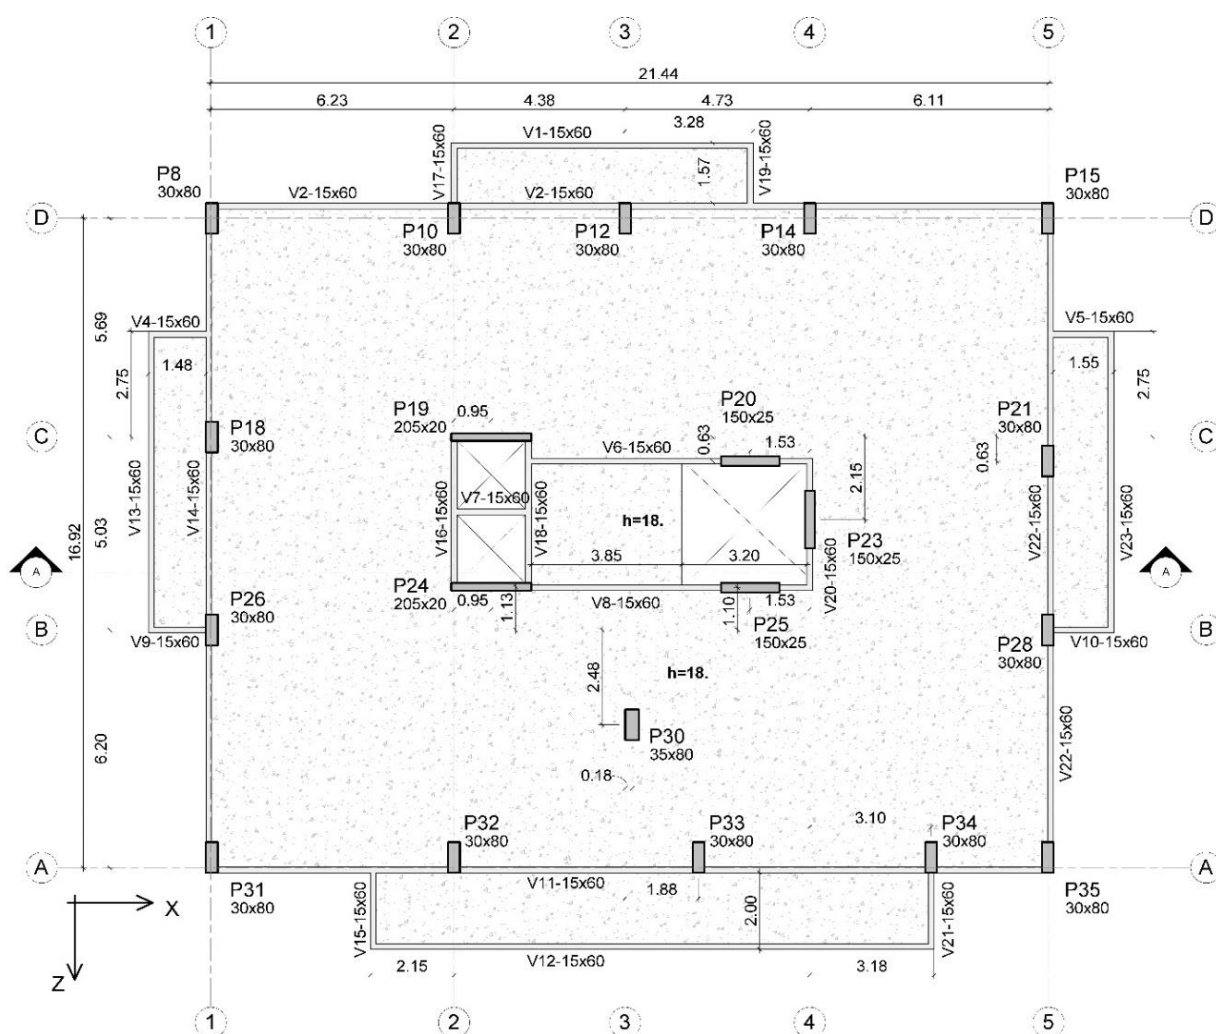 1 2 3 4 5
21.44
6.23 4.38 4.73 6.11
3.28
V1-15x60
V17-15x60
V19-15x60
1.57
P8
30x80
P15
30x80
V2-15x60
V2-15x60
D
D
P10
30x80
P12
30x80
P14
30x80
V4-15x60
V5-15x60
5.69
1.48
1.55
2.75
2.75
P20
150x25
P19
205x20
0.95
P21
30x80
C
C
P18
30x80
0.63
1.53
V6-15x60
0.63
2.15
V13-15x60
V14-15x60
V16-15x60
V7-15x60
V18-15x60
h=18.
V22-15x60
V23-15x60
16.92
5.03
P23
150x25
3.85
3.20
V20-15x60
A
A
P24
205x20
0.95
1.13
V8-15x60
1.10
1.53
P26
30x80
P25
150x25
P28
30x80
B
B
V9-15x60
V10-15x60
2.48
h=18.
6.20
P30
35x80
V22-15x60
0.18
P32
30x80
P33
30x80
3.10
P34
30x80
A
A
P31
30x80
V11-15x60
1.88
2.00
P35
30x80
V15-15x60
V21-15x60
X
Z
2.15
V12-15x60
3.18
1 2 3 4 5